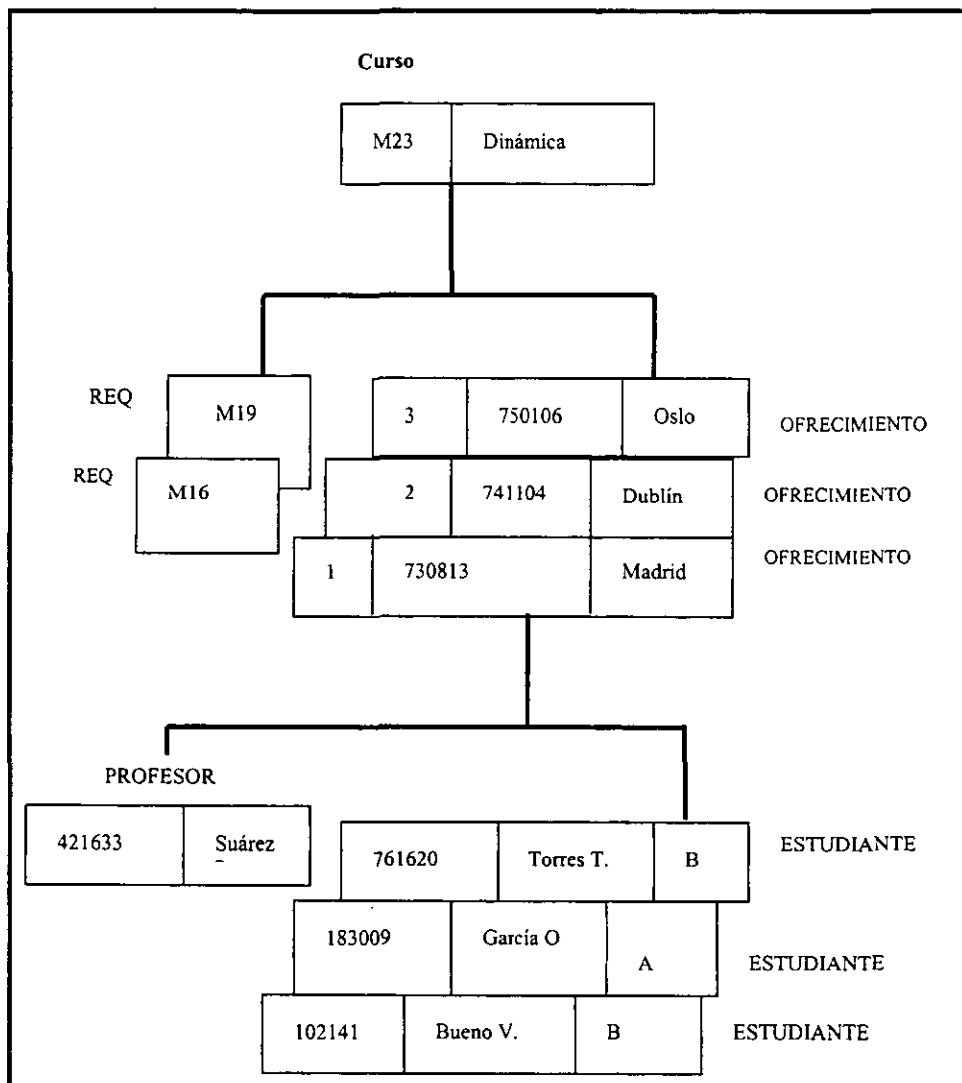 Curso
M23 Dinámica
REQ M19 3 750106 Oslo OFRECIMIENTO
REQ M16 2 741104 Dublín OFRECIMIENTO
1 730813 Madrid OFRECIMIENTO
PROFESOR
421633 Suárez
761620 Torres T. B ESTUDIANTE
183009 García O A ESTUDIANTE
102141 Bueno V. B ESTUDIANTE